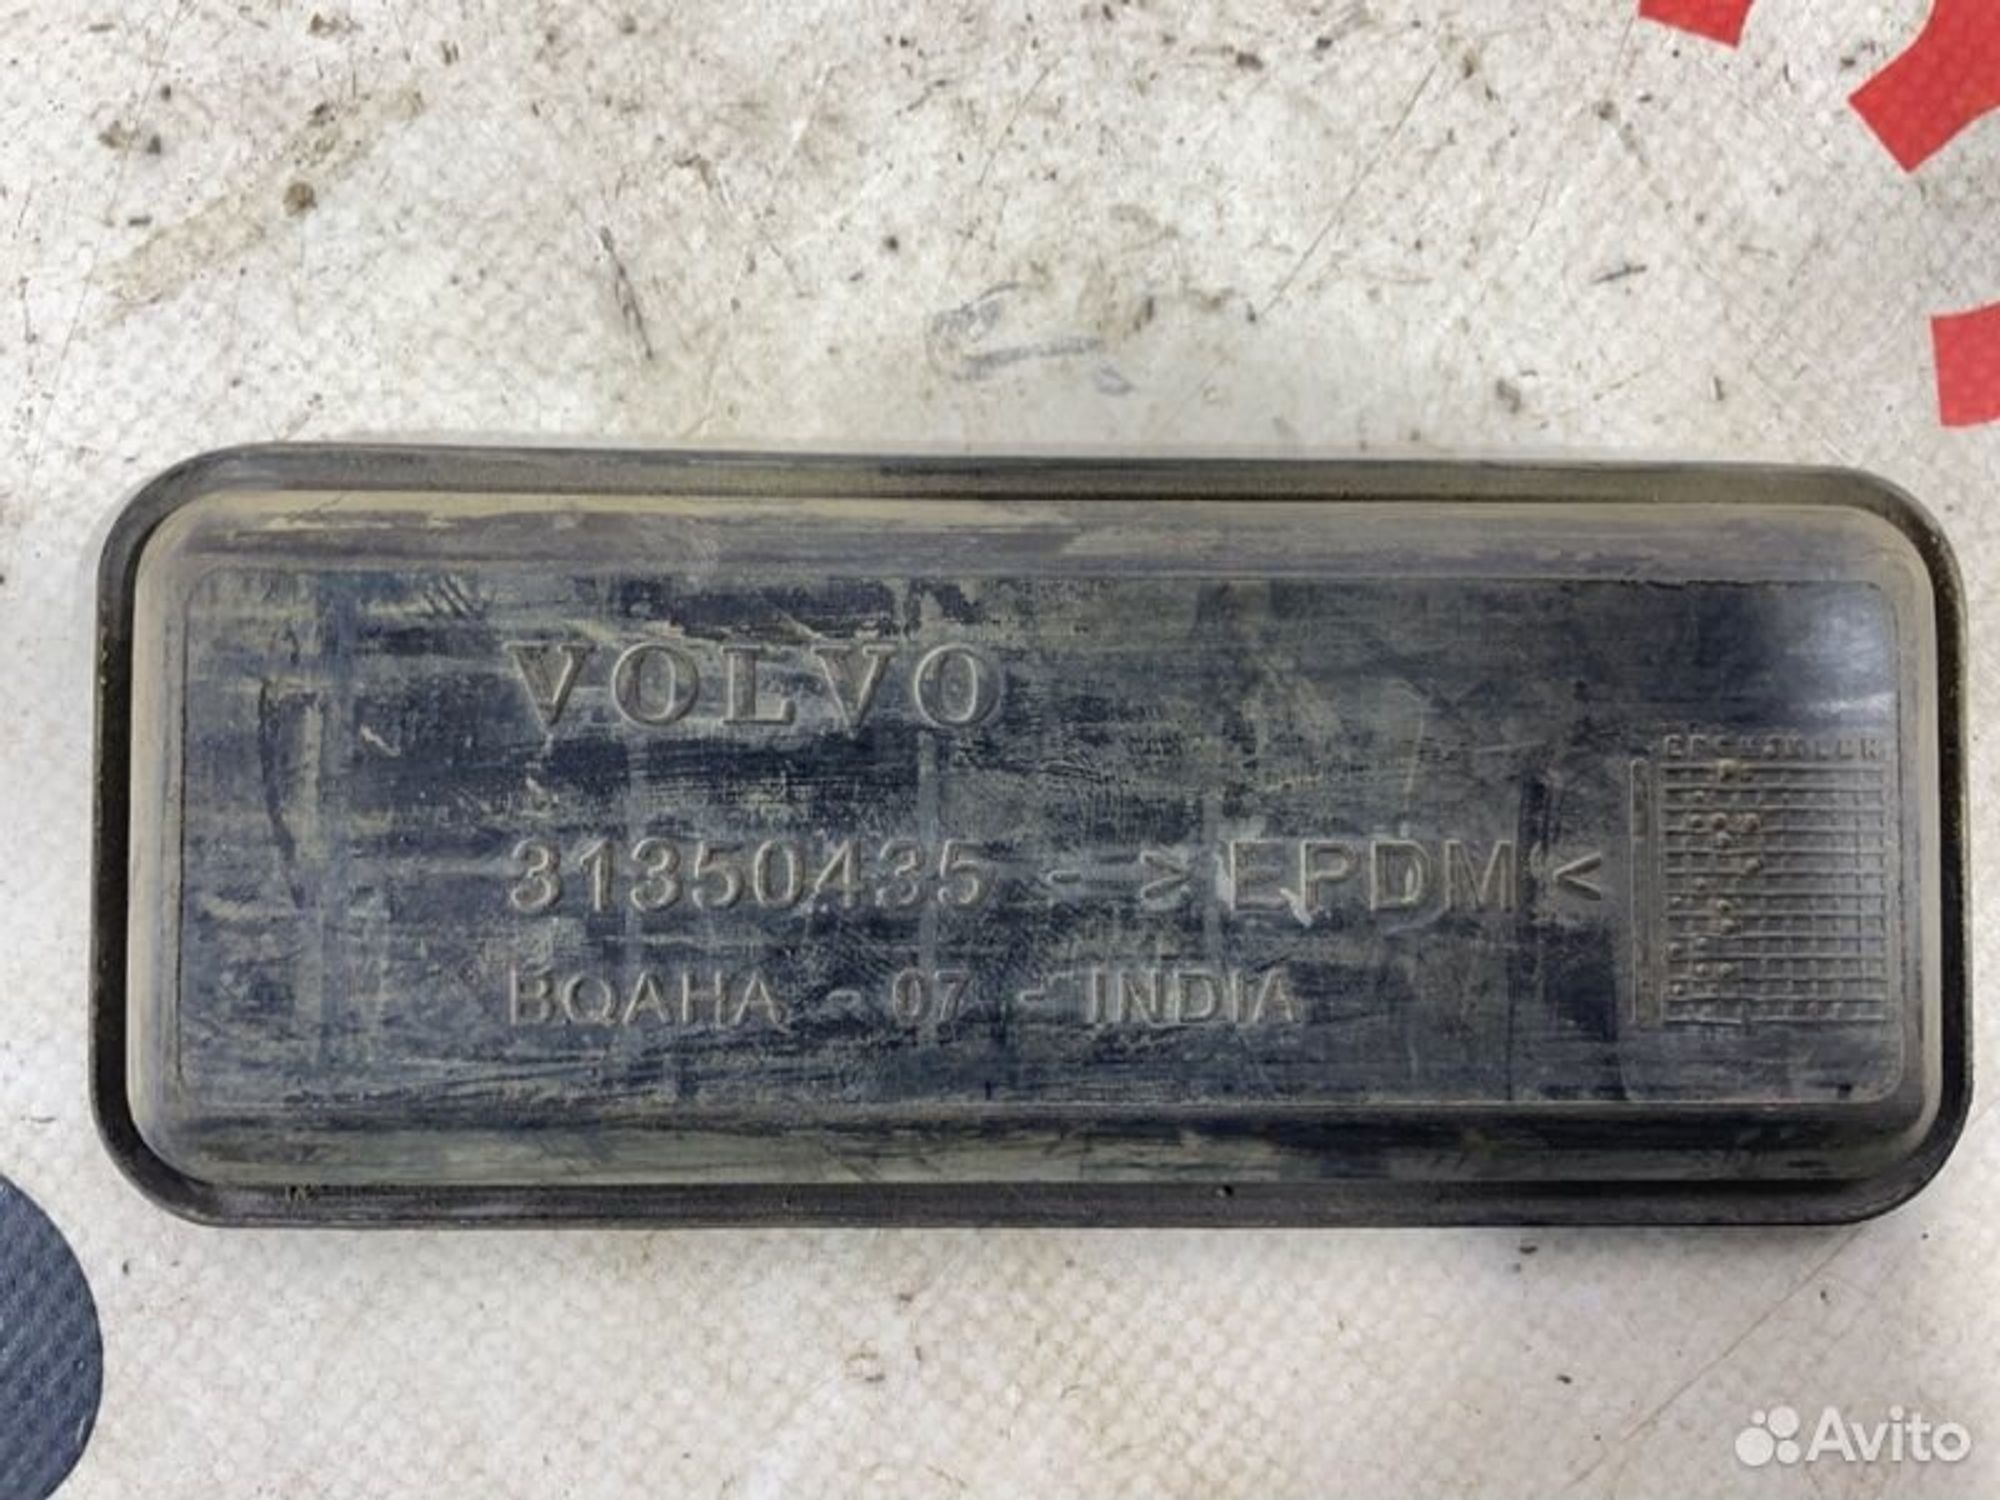 VOLVO
31350435 - >EPDM<
BQAHA - 07 - INDIA
Avito